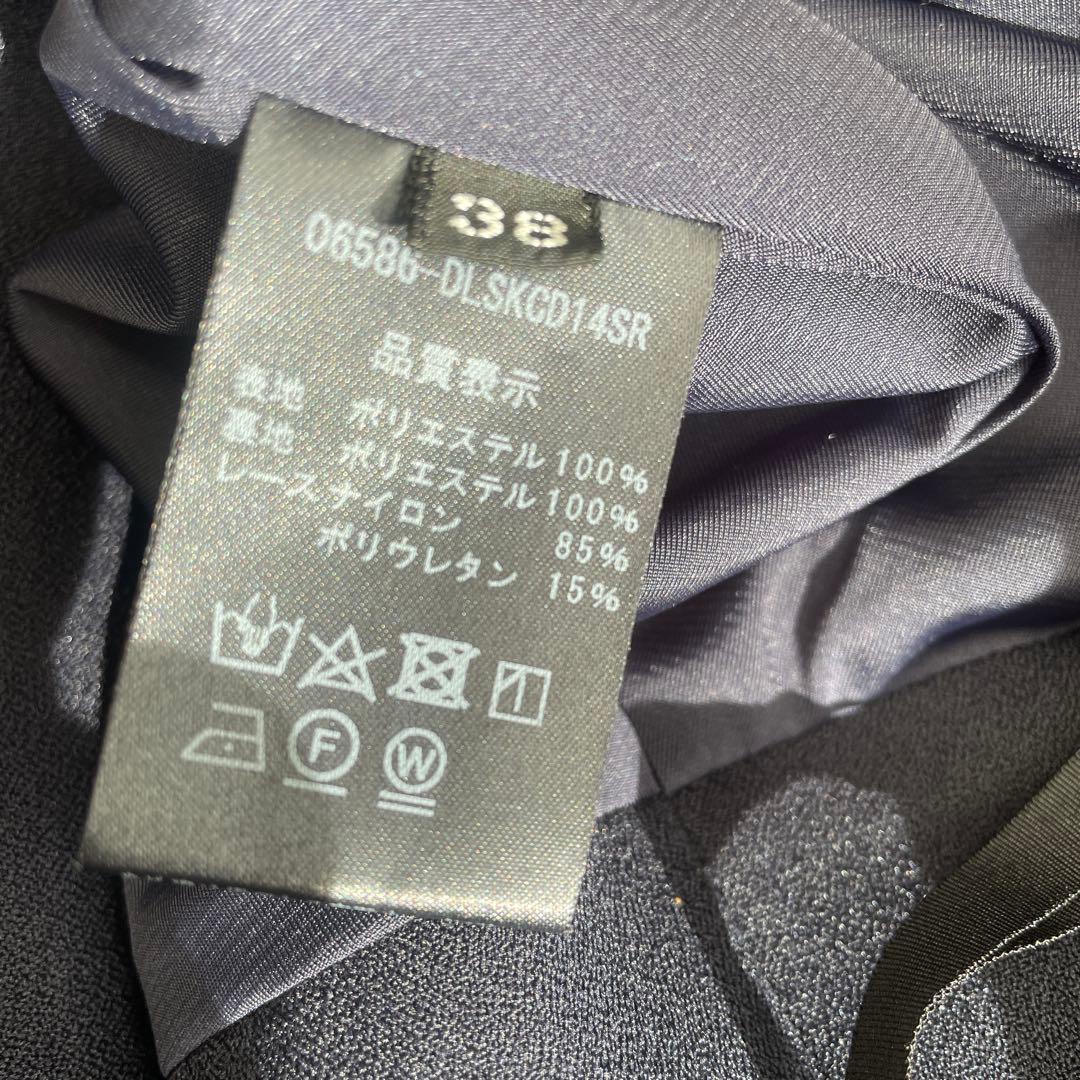 38
06586-DLSKCD14SR
品質表示
表地 ポリエステル100%
裏地 ポリエステル100%
レース ナイロン 85%
ポリウレタン 15%
F
W